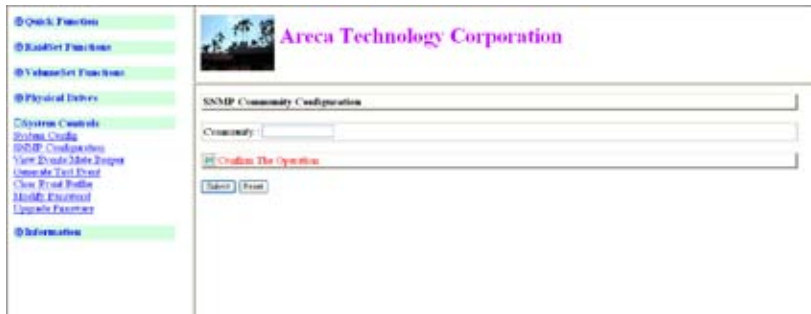 Quick Function
RaidSet Functions
VolumeSet Functions
Physical Drives
System Controls
System Config
SNMP Configuration
View Events/Mute Beeper
Generate Test Event
Clear Event Buffer
Modify Password
Upgrade Firmware
Information
Areca Technology Corporation
SNMP Community Configuration
Community :
Confirm The Operation
Submit Reset